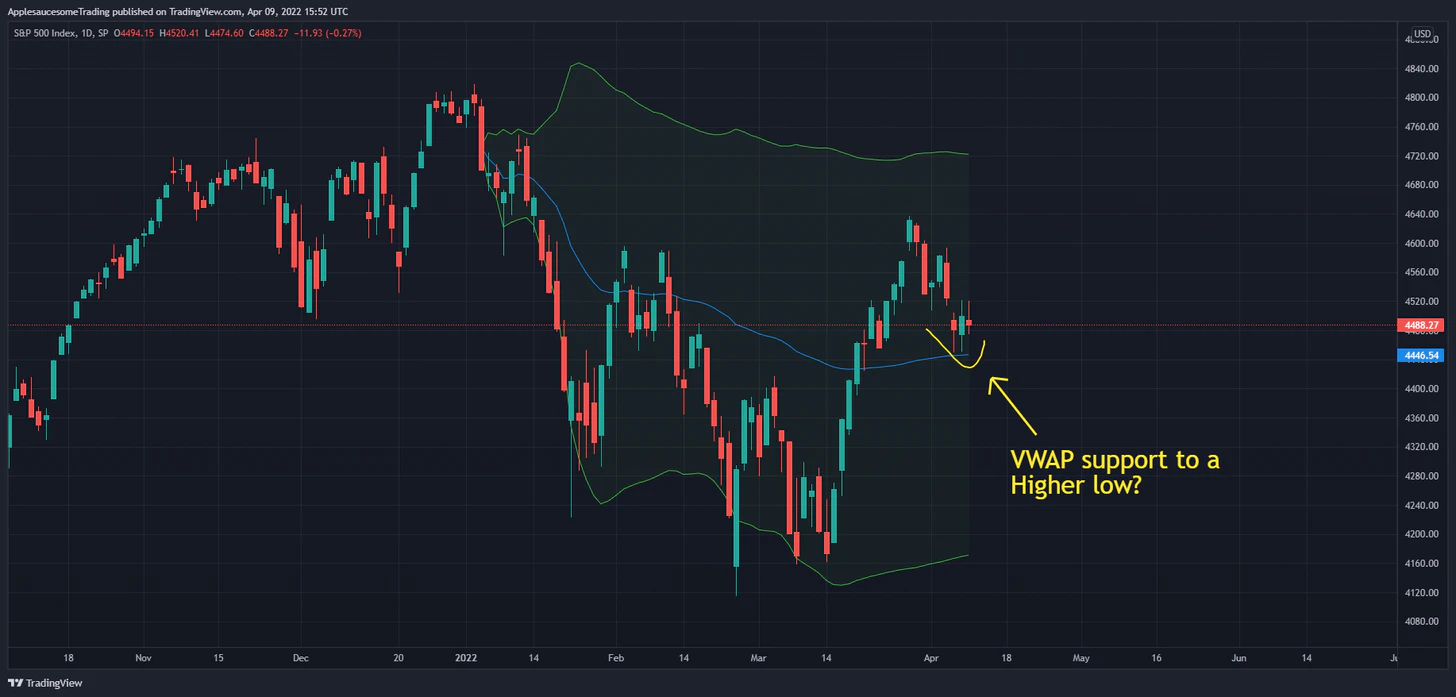 ApplesaucesomeTrading published on TradingView.com, Apr 09, 2022 15:52 UTC
S&P 500 Index, 1D, SP O4494.15 H4520.41 L4474.60 C4488.27 −11.93 (−0.27%)
USD
4840.00
4800.00
4760.00
4720.00
4680.00
4640.00
4600.00
4560.00
4520.00
4488.27
4446.54
4400.00
4360.00
4320.00
4280.00
4240.00
4200.00
4160.00
4120.00
4080.00
VWAP support to a
Higher low?
18 Nov 15 Dec 20 2022 14 Feb 14 Mar 14 Apr 18 May 16 Jun 14
TradingView